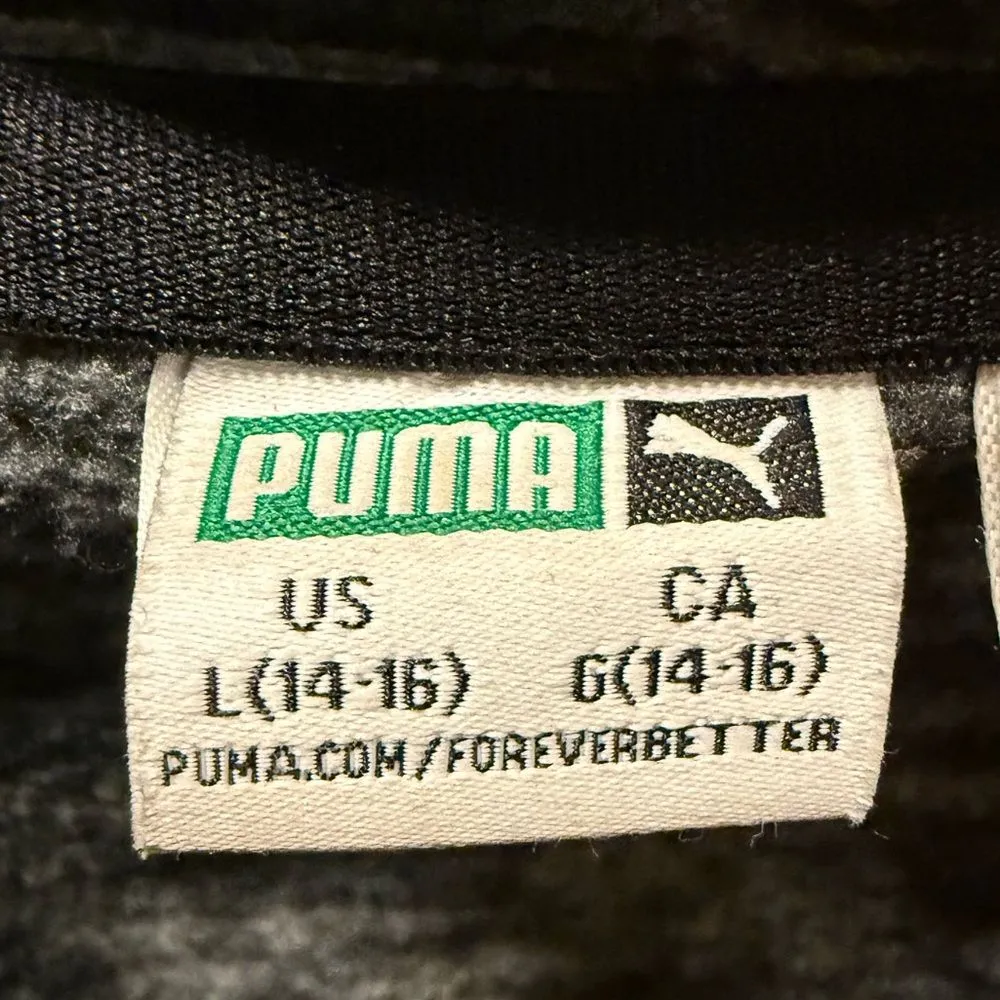 PUMA
US CA
L(14-16) G(14-16)
PUMA.COM/FOREVERBETTER